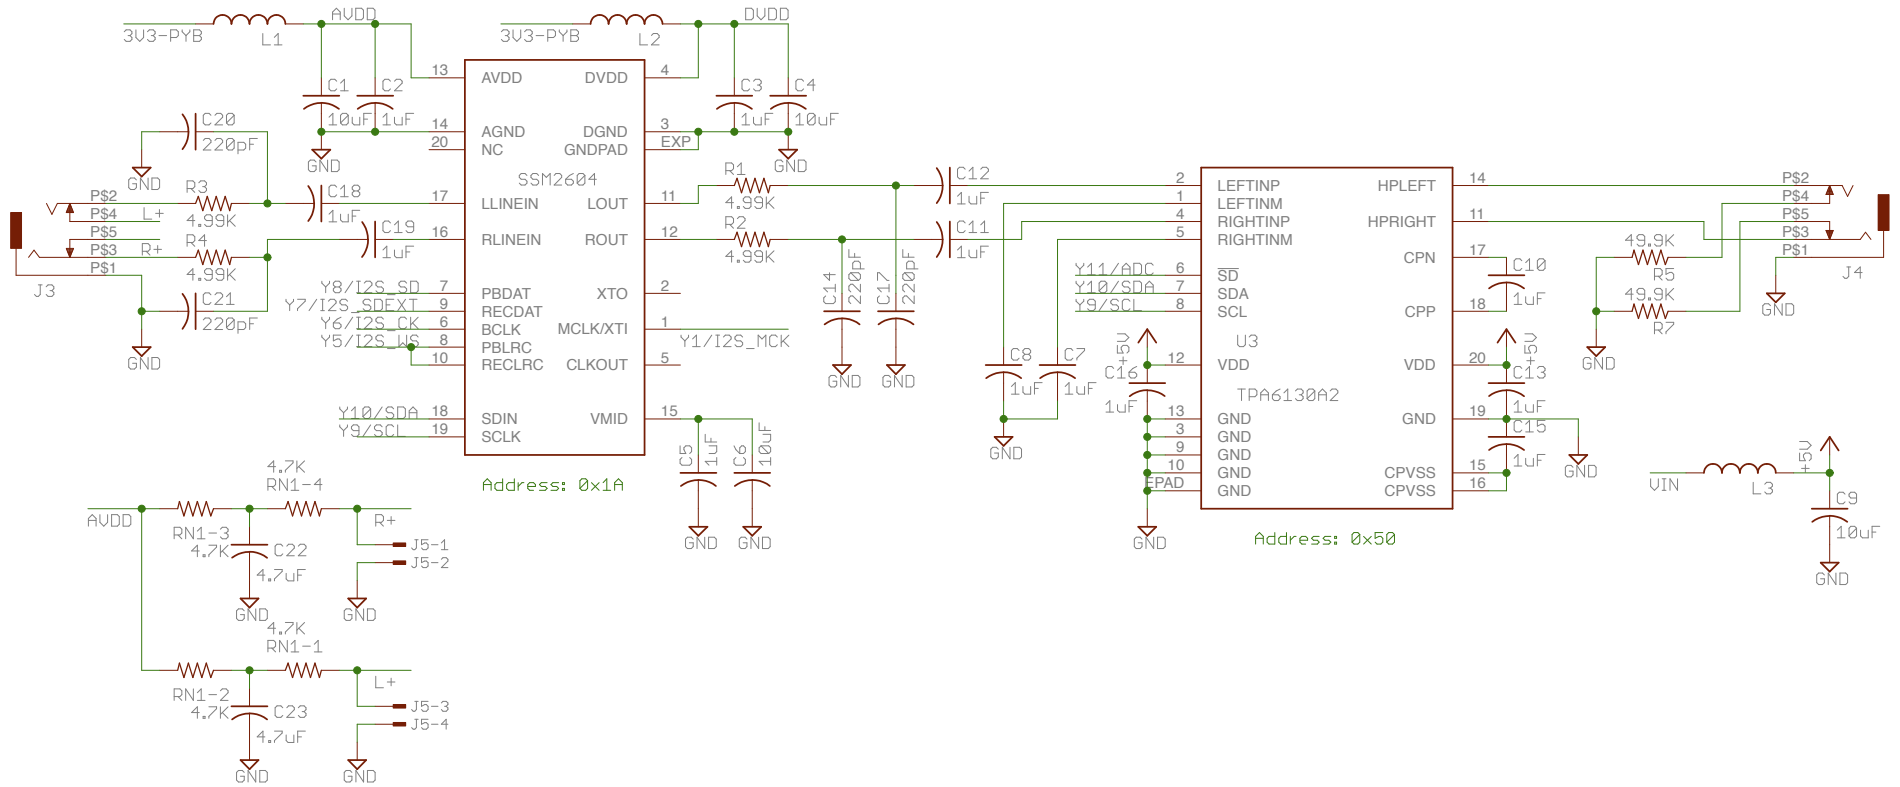 3V3-PYB
L1
AVDD
C1
10uF
C2
1uF
GND
3V3-PYB
L2
DVDD
C3
1uF
C4
10uF
GND
13 AVDD
14 AGND
20 NC
17 LLINEIN
16 RLINEIN
7 PBDAT
9 RECDAT
6 BCLK
8 PBLRC
10 RECLRC
18 SDIN
19 SCLK
DVDD 4
DGND 3
GNDPAD EXP
SSM2604
LOUT 11
ROUT 12
XTO 2
MCLK/XTI 1
CLKOUT 5
VMID 15
Address: 0x1A
C20
220pF
GND
P$2
P$4 L+
P$5
P$3 R+
P$1
J3
R3
4.99K
R4
4.99K
C18
1uF
C19
1uF
C21
220pF
GND
Y8/I2S_SD
Y7/I2S_SDEXT
Y6/I2S_CK
Y5/I2S_WS
Y10/SDA
Y9/SCL
Y1/I2S_MCK
R1
4.99K
R2
4.99K
C14
220pF
GND
C17
220pF
GND
C12
1uF
C11
1uF
C5
1uF
GND
C6
10uF
GND
C8
1uF
C7
1uF
GND
Y11/ADC
Y10/SDA
Y9/SCL
+5V
C16
1uF
GND
2 LEFTINP
1 LEFTINM
4 RIGHTINP
5 RIGHTINM
6 SD
7 SDA
8 SCL
U3
12 VDD
TPA6130A2
13 GND
3 GND
9 GND
10 GND
EPAD GND
HPLEFT 14
HPRIGHT 11
CPN 17
CPP 18
VDD 20
GND 19
CPVSS 15
CPVSS 16
Address: 0x50
C10
1uF
+5V
C13
1uF
C15
1uF
GND
49.9K
R5
49.9K
R7
GND
P$2
P$4
P$5
P$3
P$1
J4
GND
VIN
L3
+5V
C9
10uF
GND
AVDD
4.7K
RN1-4
RN1-3
4.7K
C22
4.7uF
GND
R+
J5-1
J5-2
GND
4.7K
RN1-1
RN1-2
4.7K
C23
4.7uF
GND
L+
J5-3
J5-4
GND